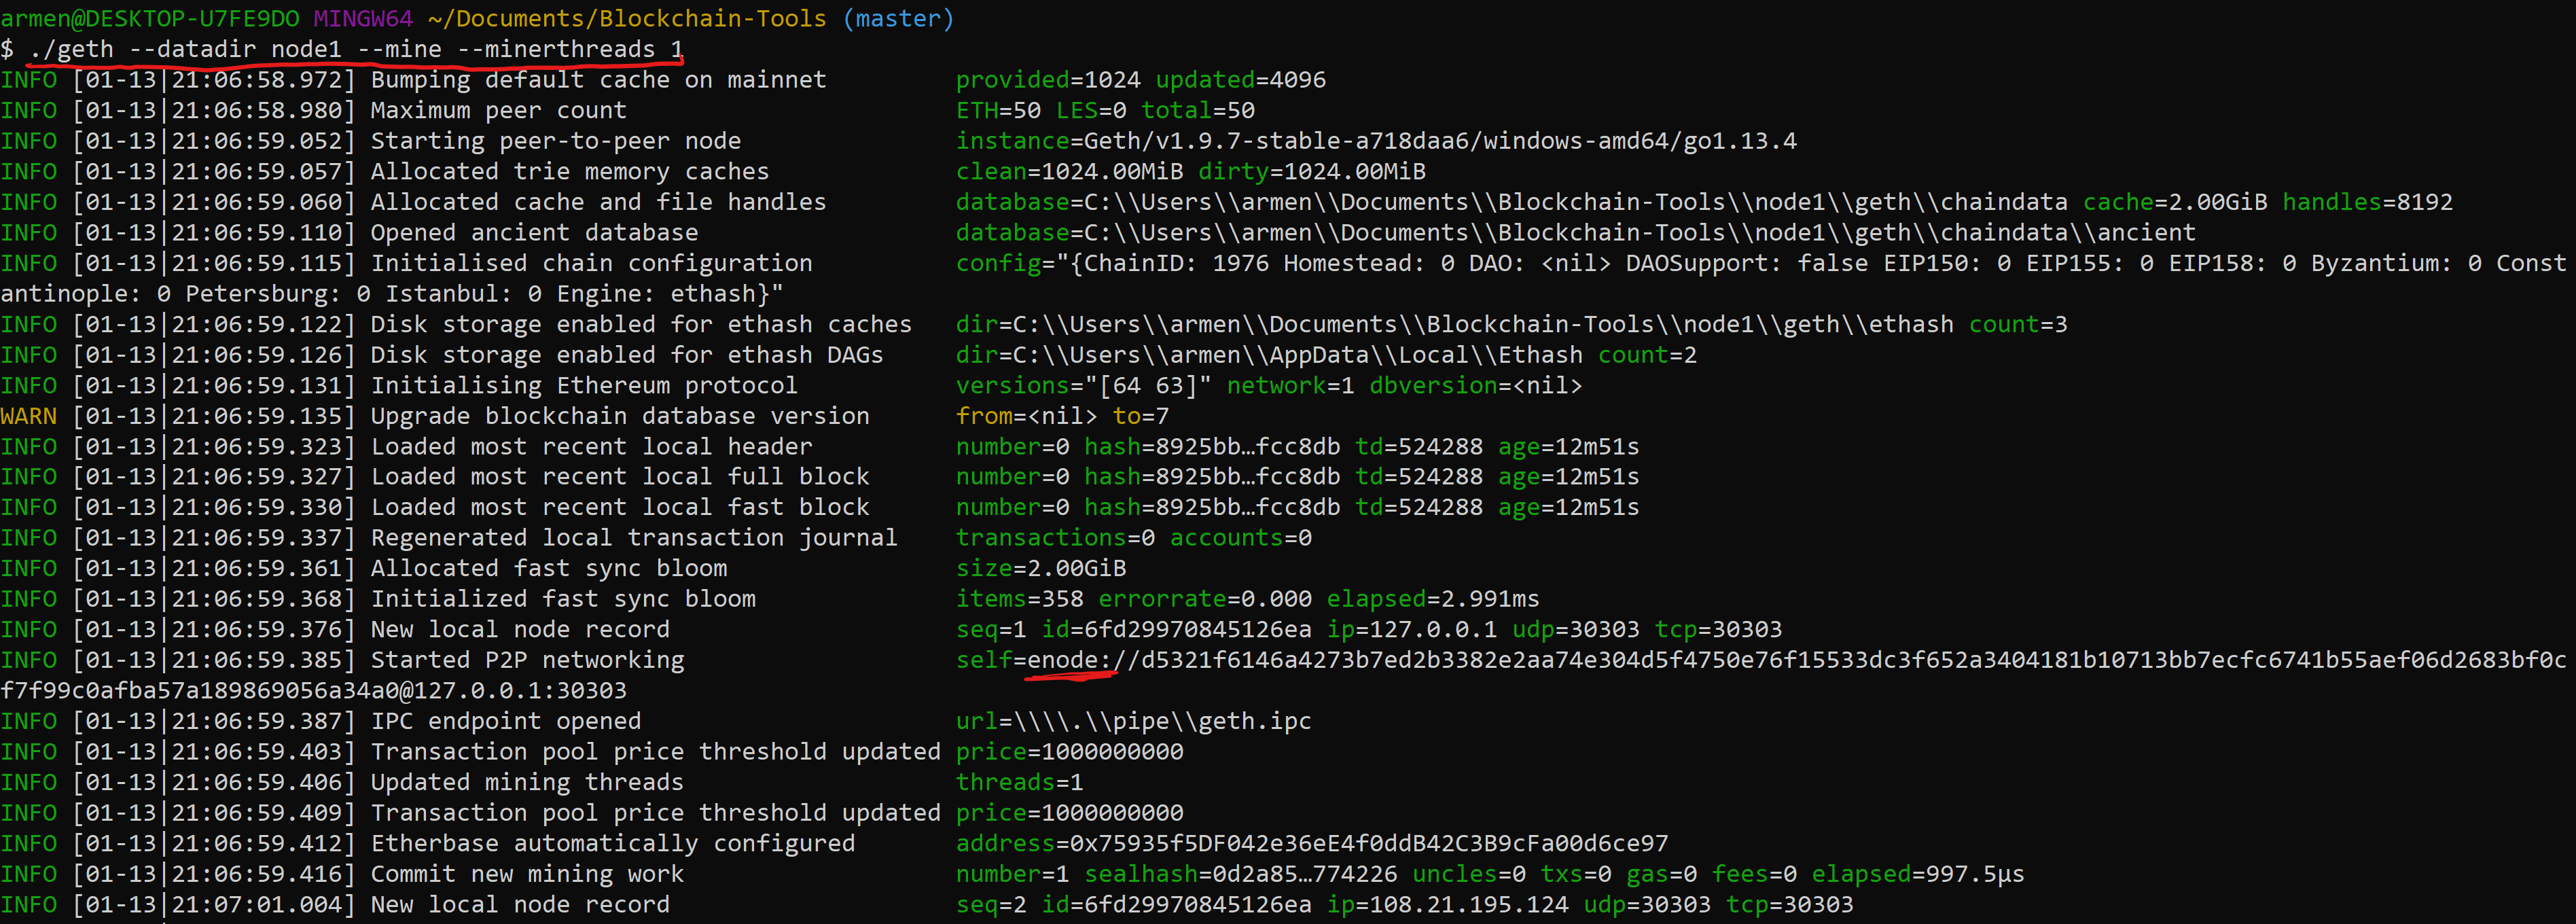 armen@DESKTOP-U7FE9DO MINGW64 ~/Documents/Blockchain-Tools (master)
$ ./geth --datadir node1 --mine --minerthreads 1
INFO [01-13|21:06:58.972] Bumping default cache on mainnet         provided=1024 updated=4096
INFO [01-13|21:06:58.980] Maximum peer count                       ETH=50 LES=0 total=50
INFO [01-13|21:06:59.052] Starting peer-to-peer node               instance=Geth/v1.9.7-stable-a718daa6/windows-amd64/go1.13.4
INFO [01-13|21:06:59.057] Allocated trie memory caches             clean=1024.00MiB dirty=1024.00MiB
INFO [01-13|21:06:59.060] Allocated cache and file handles         database=C:\\Users\\armen\\Documents\\Blockchain-Tools\\node1\\geth\\chaindata cache=2.00GiB handles=8192
INFO [01-13|21:06:59.110] Opened ancient database                  database=C:\\Users\\armen\\Documents\\Blockchain-Tools\\node1\\geth\\chaindata\\ancient
INFO [01-13|21:06:59.115] Initialised chain configuration          config="{ChainID: 1976 Homestead: 0 DAO: <nil> DAOSupport: false EIP150: 0 EIP155: 0 EIP158: 0 Byzantium: 0 Const
antinople: 0 Petersburg: 0 Istanbul: 0 Engine: ethash}"
INFO [01-13|21:06:59.122] Disk storage enabled for ethash caches   dir=C:\\Users\\armen\\Documents\\Blockchain-Tools\\node1\\geth\\ethash count=3
INFO [01-13|21:06:59.126] Disk storage enabled for ethash DAGs     dir=C:\\Users\\armen\\AppData\\Local\\Ethash count=2
INFO [01-13|21:06:59.131] Initialising Ethereum protocol           versions="[64 63]" network=1 dbversion=<nil>
WARN [01-13|21:06:59.135] Upgrade blockchain database version      from=<nil> to=7
INFO [01-13|21:06:59.323] Loaded most recent local header          number=0 hash=8925bb…fcc8db td=524288 age=12m51s
INFO [01-13|21:06:59.327] Loaded most recent local full block      number=0 hash=8925bb…fcc8db td=524288 age=12m51s
INFO [01-13|21:06:59.330] Loaded most recent local fast block      number=0 hash=8925bb…fcc8db td=524288 age=12m51s
INFO [01-13|21:06:59.337] Regenerated local transaction journal    transactions=0 accounts=0
INFO [01-13|21:06:59.361] Allocated fast sync bloom                size=2.00GiB
INFO [01-13|21:06:59.368] Initialized fast sync bloom              items=358 errorrate=0.000 elapsed=2.991ms
INFO [01-13|21:06:59.376] New local node record                    seq=1 id=6fd29970845126ea ip=127.0.0.1 udp=30303 tcp=30303
INFO [01-13|21:06:59.385] Started P2P networking                   self=enode://d5321f6146a4273b7ed2b3382e2aa74e304d5f4750e76f15533dc3f652a3404181b10713bb7ecfc6741b55aef06d2683bf0c
f7f99c0afba57a189869056a34a0@127.0.0.1:30303
INFO [01-13|21:06:59.387] IPC endpoint opened                      url=\\\\.\\pipe\\geth.ipc
INFO [01-13|21:06:59.403] Transaction pool price threshold updated price=1000000000
INFO [01-13|21:06:59.406] Updated mining threads                   threads=1
INFO [01-13|21:06:59.409] Transaction pool price threshold updated price=1000000000
INFO [01-13|21:06:59.412] Etherbase automatically configured       address=0x75935f5DF042e36eE4f0ddB42C3B9cFa00d6ce97
INFO [01-13|21:06:59.416] Commit new mining work                   number=1 sealhash=0d2a85…774226 uncles=0 txs=0 gas=0 fees=0 elapsed=997.5µs
INFO [01-13|21:07:01.004] New local node record                    seq=2 id=6fd29970845126ea ip=108.21.195.124 udp=30303 tcp=30303